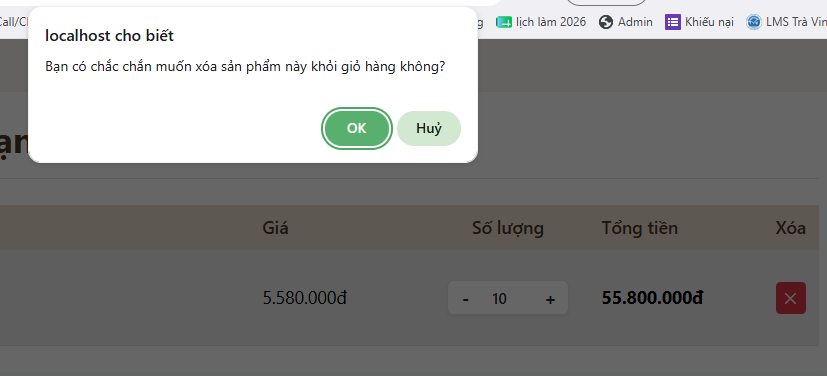 Call/C
g
lịch làm 2026
Admin
Khiếu nại
LMS Trà Vin
localhost cho biết
Bạn có chắc chắn muốn xóa sản phẩm này khỏi giỏ hàng không?
OK
Huỷ
ạn
Giá
Số lượng
Tổng tiền
Xóa
5.580.000đ
- 10 +
55.800.000đ